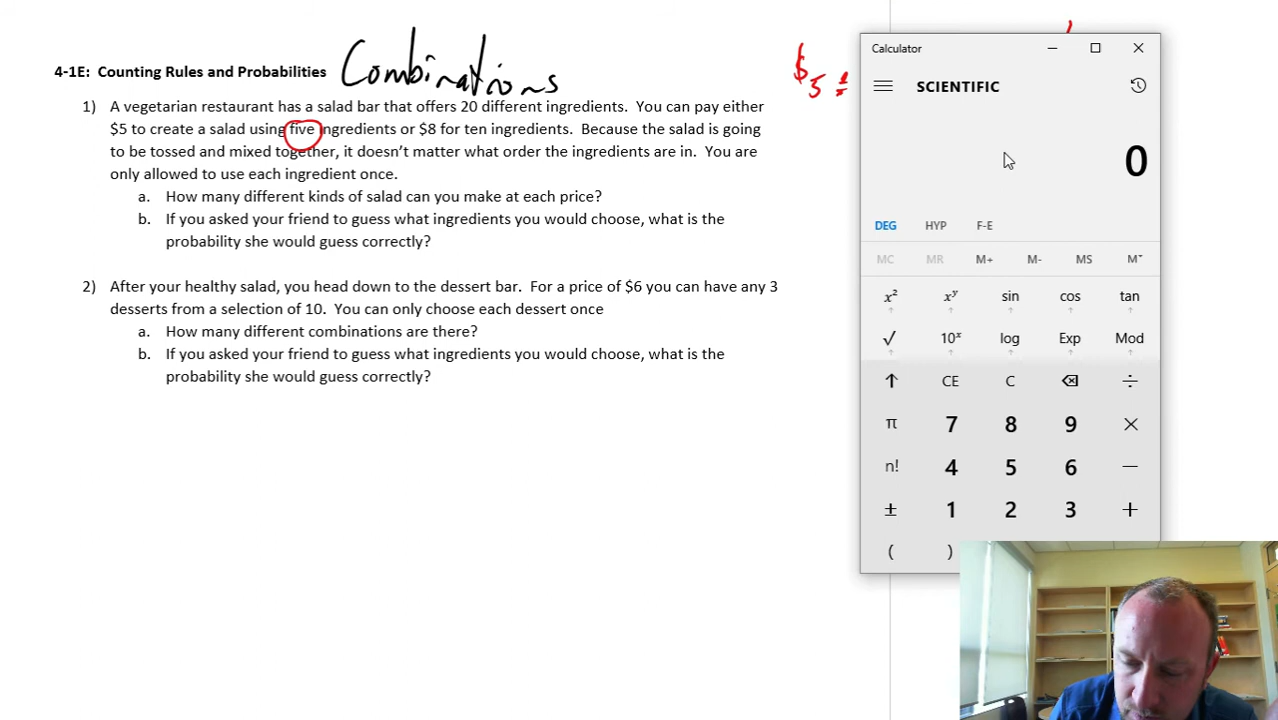 Combinations
$5 =
4-1E: Counting Rules and Probabilities
1) A vegetarian restaurant has a salad bar that offers 20 different ingredients. You can pay either
$5 to create a salad using five ingredients or $8 for ten ingredients. Because the salad is going
to be tossed and mixed together, it doesn't matter what order the ingredients are in. You are
only allowed to use each ingredient once.
a. How many different kinds of salad can you make at each price?
b. If you asked your friend to guess what ingredients you would choose, what is the
probability she would guess correctly?
2) After your healthy salad, you head down to the dessert bar. For a price of $6 you can have any 3
desserts from a selection of 10. You can only choose each dessert once
a. How many different combinations are there?
b. If you asked your friend to guess what ingredients you would choose, what is the
probability she would guess correctly?
Calculator
SCIENTIFIC
0
DEG HYP F-E
MC MR M+ M- MS M˅
x² xʸ sin cos tan
√ 10ˣ log Exp Mod
↑ CE C ⌫ ÷
π 7 8 9 ×
n! 4 5 6 −
± 1 2 3 +
( )